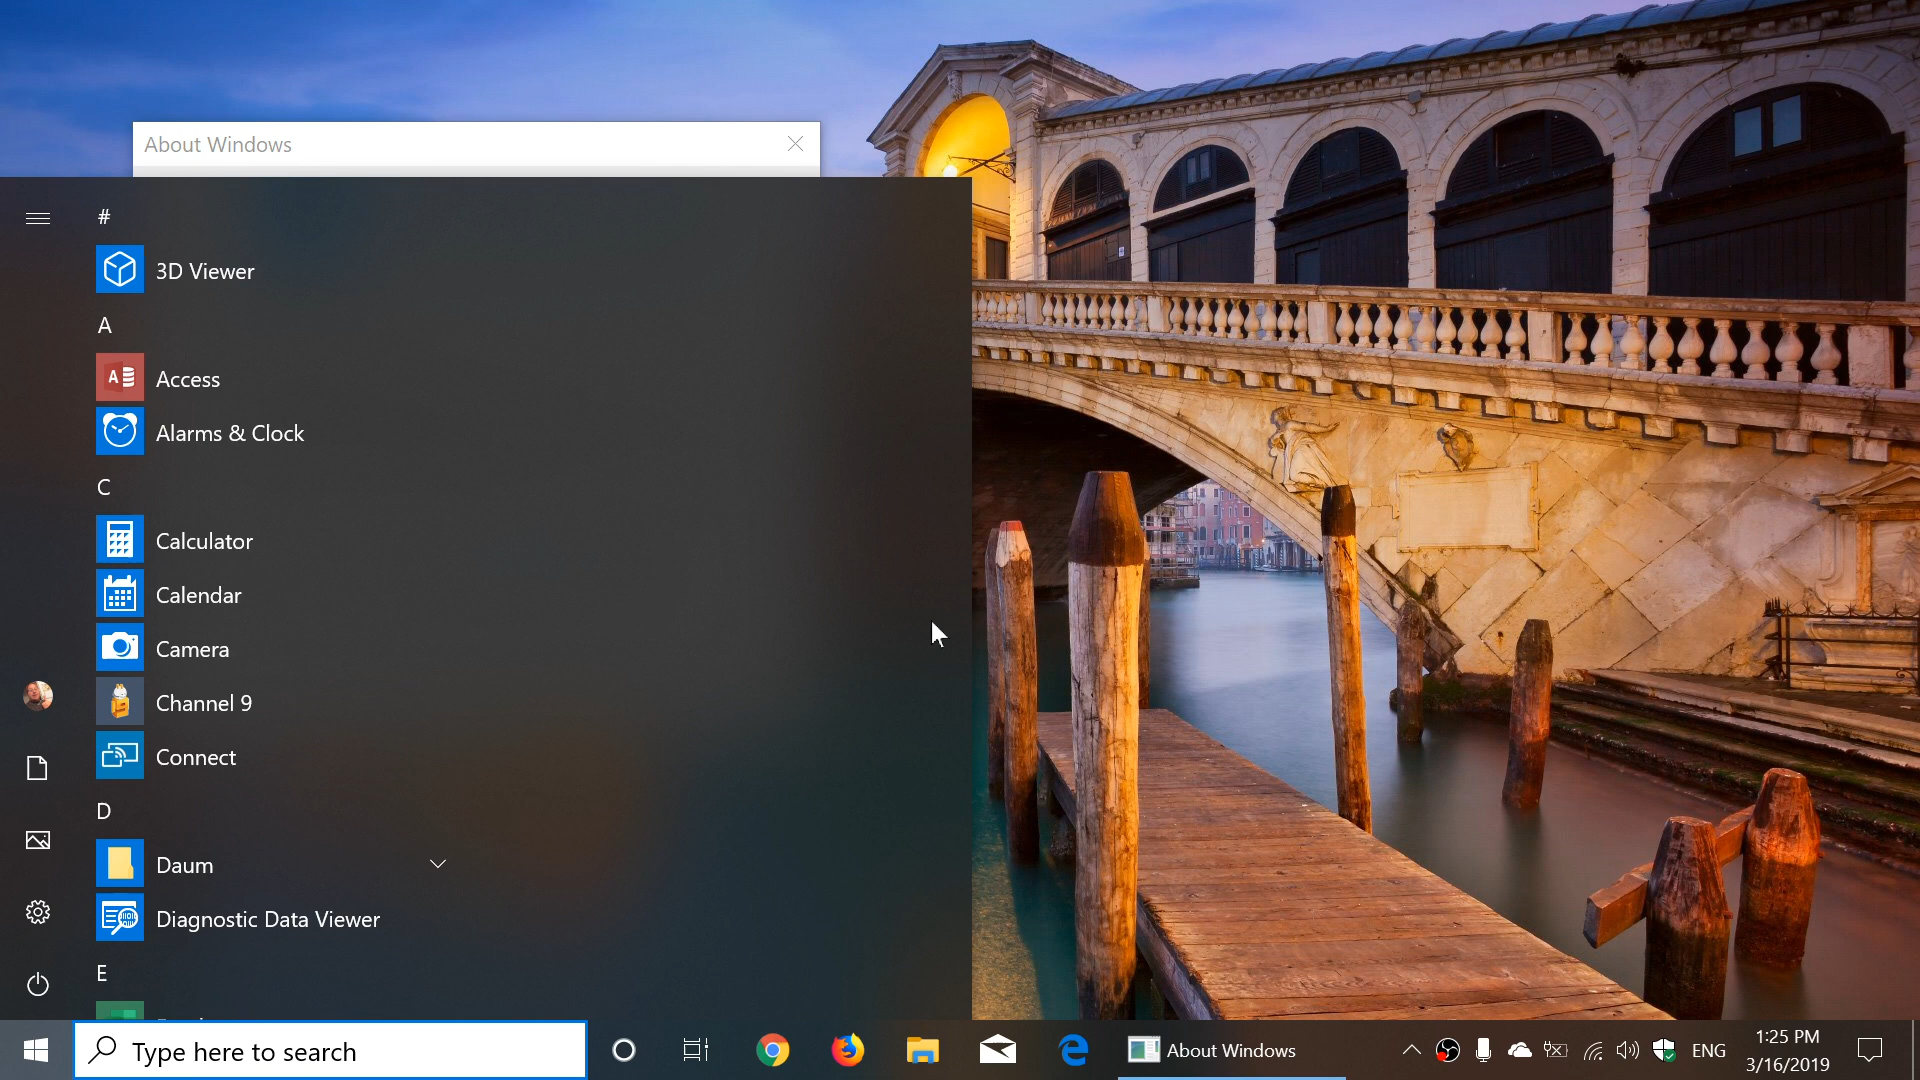 About Windows
#
3D Viewer
A
Access
Alarms & Clock
C
Calculator
Calendar
Camera
Channel 9
Connect
D
Daum
Diagnostic Data Viewer
E
Type here to search
About Windows
ENG
1:25 PM
3/16/2019